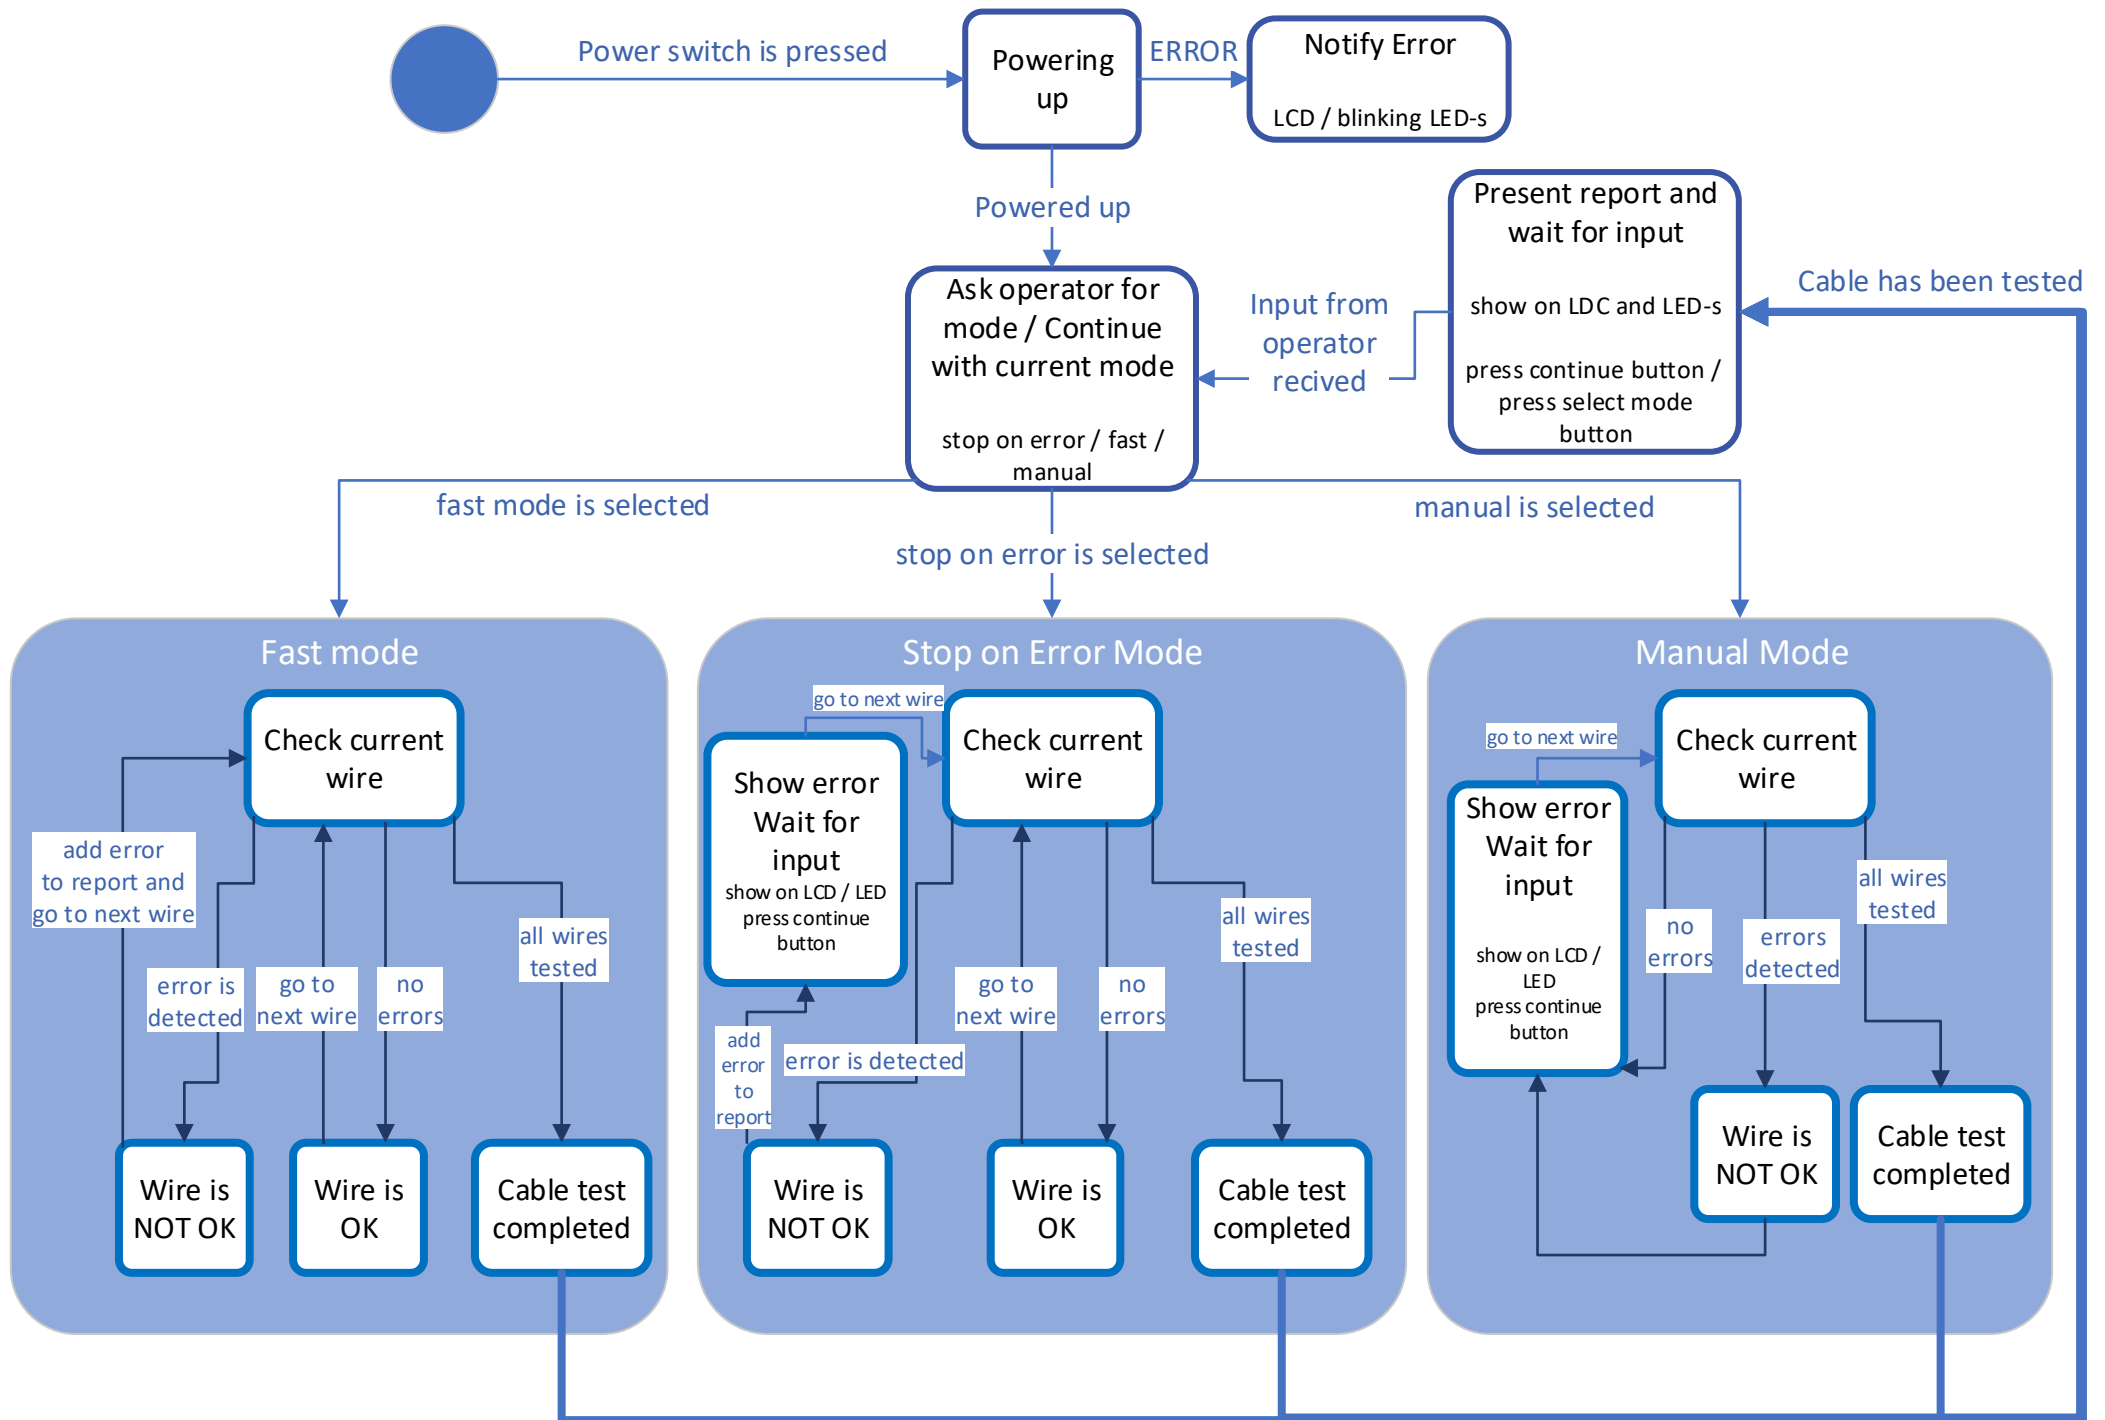 Power switch is pressed
Powering
up
ERROR
Notify Error
LCD / blinking LED-s
Powered up
Present report and
wait for input
show on LDC and LED-s
press continue button /
press select mode
button
Cable has been tested
Input from
operator
recived
Ask operator for
mode / Continue
with current mode
stop on error / fast /
manual
fast mode is selected
stop on error is selected
manual is selected
Fast mode
Check current
wire
add error
to report and
go to next wire
error is
detected
go to
next wire
no
errors
all wires
tested
Wire is
NOT OK
Wire is
OK
Cable test
completed
Stop on Error Mode
go to next wire
Check current
wire
Show error
Wait for
input
show on LCD / LED
press continue
button
add
error
to
report
error is detected
go to
next wire
no
errors
all wires
tested
Wire is
NOT OK
Wire is
OK
Cable test
completed
Manual Mode
go to next wire
Check current
wire
Show error
Wait for
input
show on LCD /
LED
press continue
button
no
errors
errors
detected
all wires
tested
Wire is
NOT OK
Cable test
completed